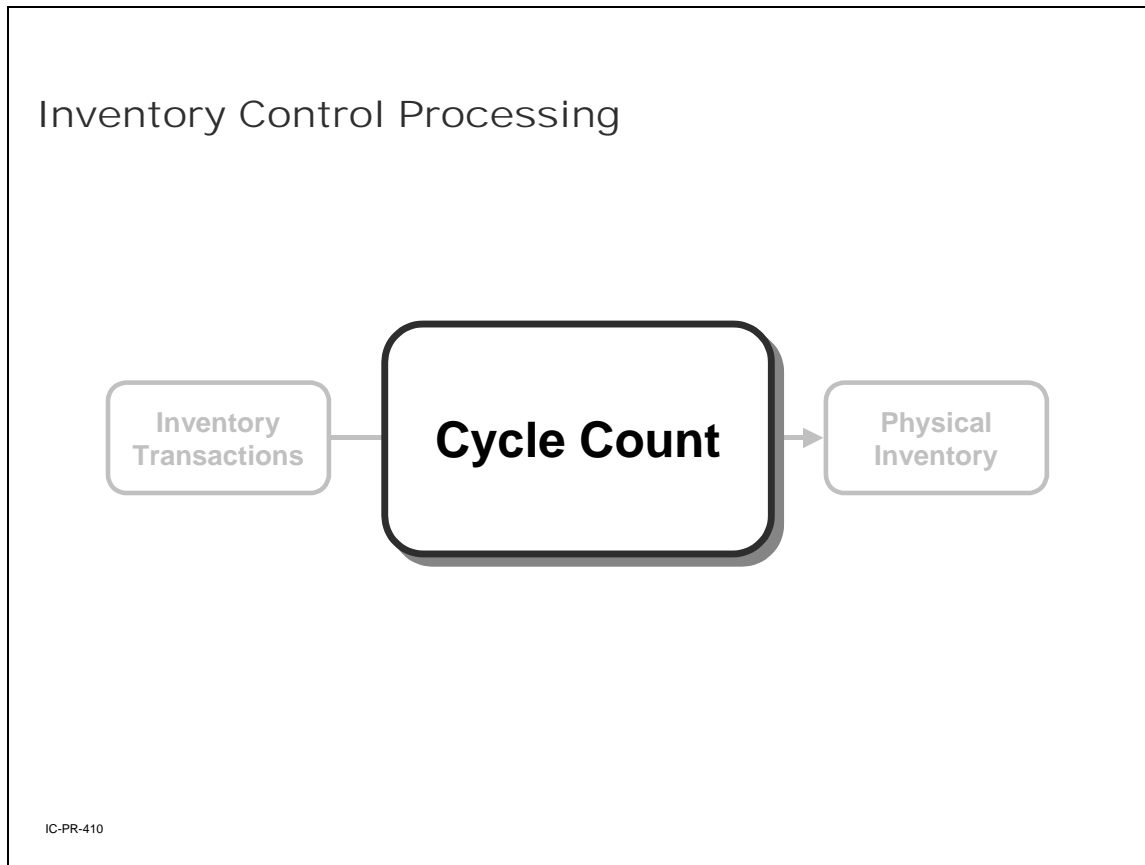 Inventory Control Processing
Inventory
Transactions
Cycle Count
Physical
Inventory
IC-PR-410